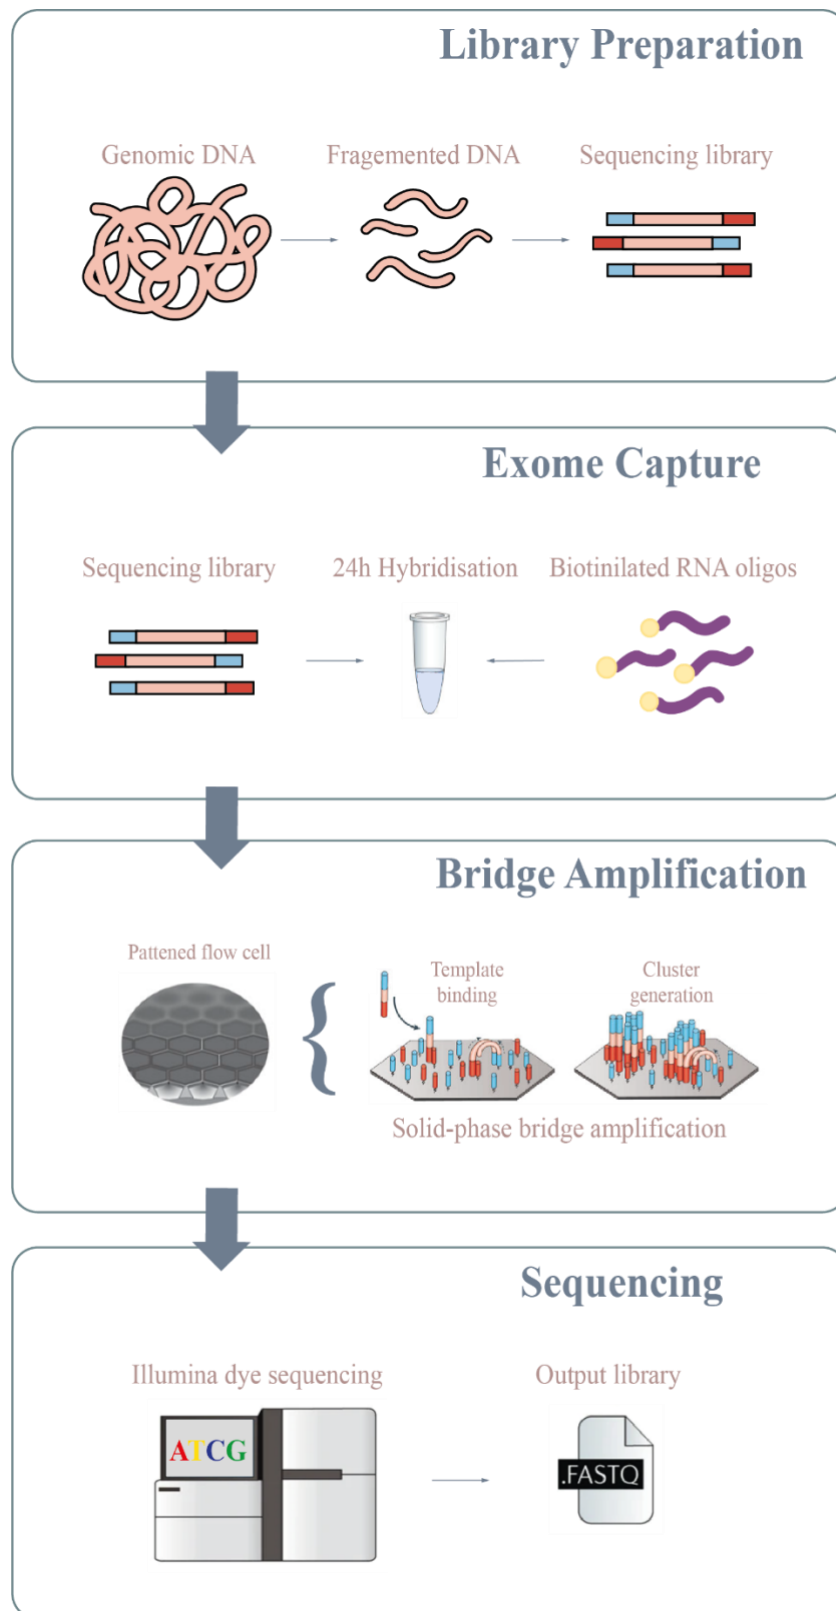 Library Preparation
Genomic DNA
Fragemented DNA
Sequencing library
Exome Capture
Sequencing library
24h Hybridisation
Biotinilated RNA oligos
Bridge Amplification
Pattened flow cell
Template
binding
Cluster
generation
Solid-phase bridge amplification
Sequencing
Illumina dye sequencing
Output library
ATCG
.FASTQ